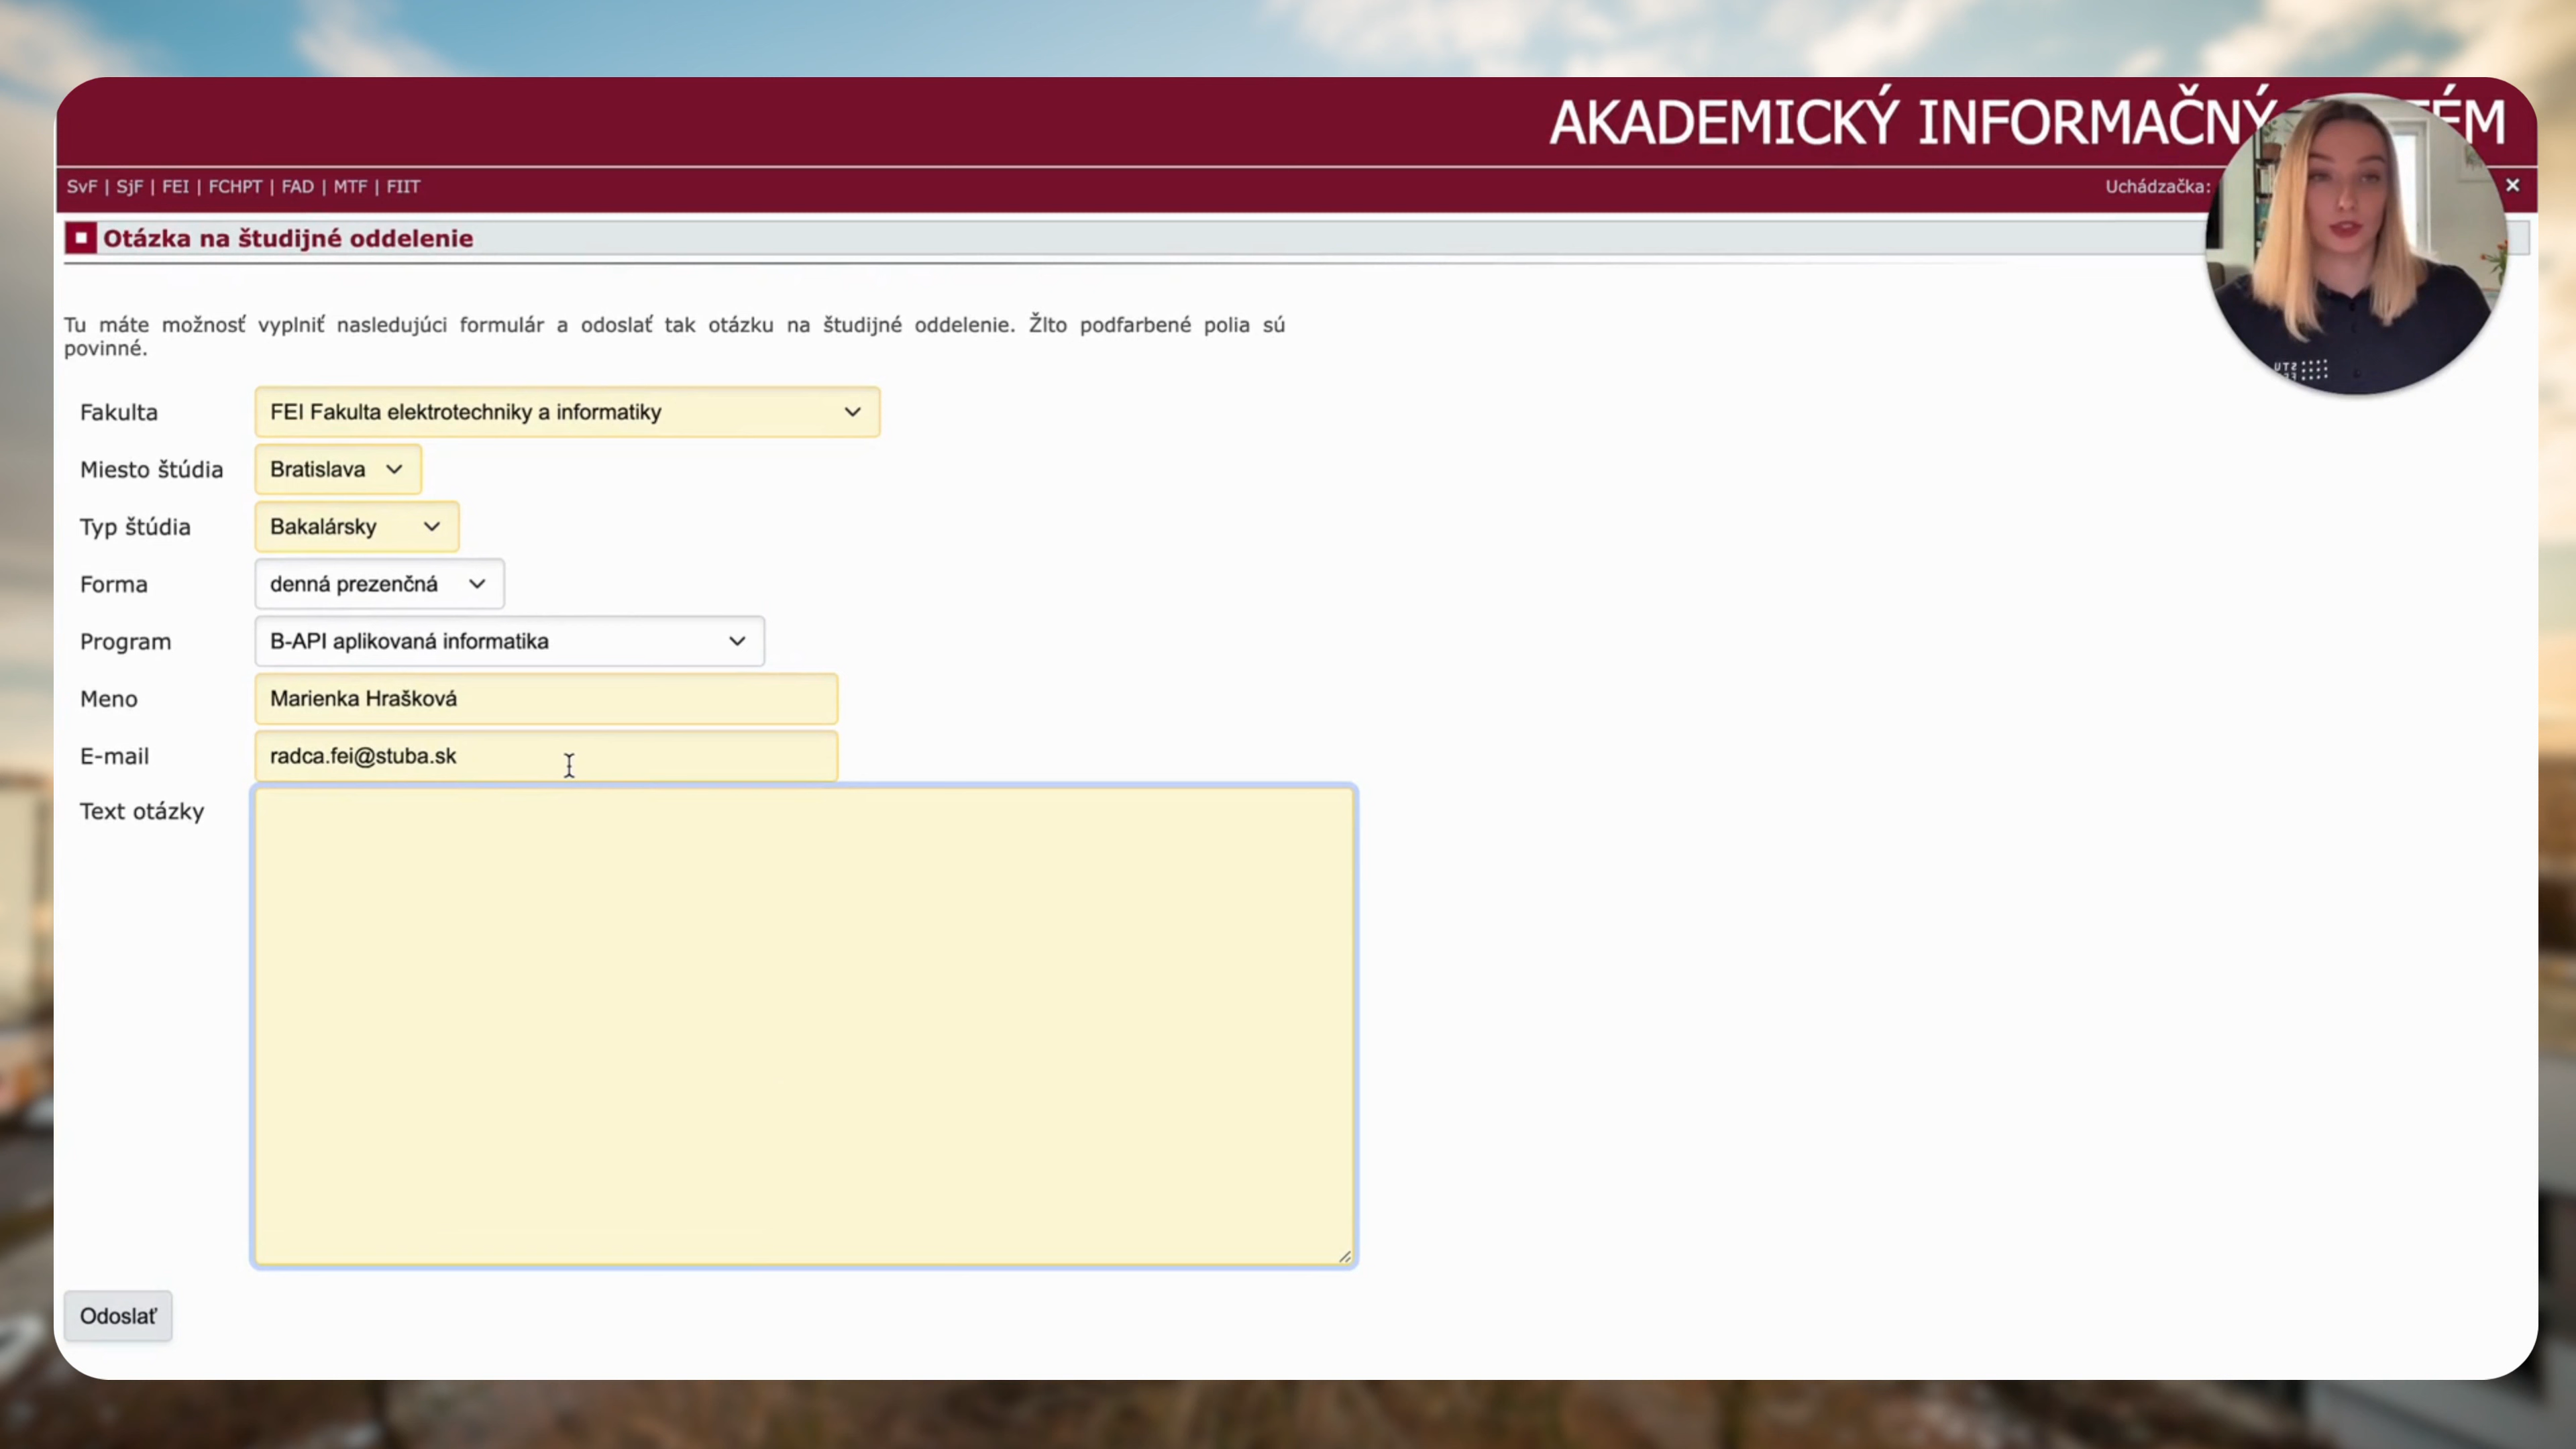 AKADEMICKÝ INFORMAČNÝ
SvF | SjF | FEI | FCHPT | FAD | MTF | FIIT
Uchádzačka:
Otázka na študijné oddelenie
Tu máte možnosť vyplniť nasledujúci formulár a odoslať tak otázku na študijné oddelenie. Žlto podfarbené polia sú
povinné.
Fakulta FEI Fakulta elektrotechniky a informatiky
Miesto štúdia Bratislava
Typ štúdia Bakalársky
Forma denná prezenčná
Program B-API aplikovaná informatika
Meno Marienka Hrašková
E-mail radca.fei@stuba.sk
Text otázky
Odoslať